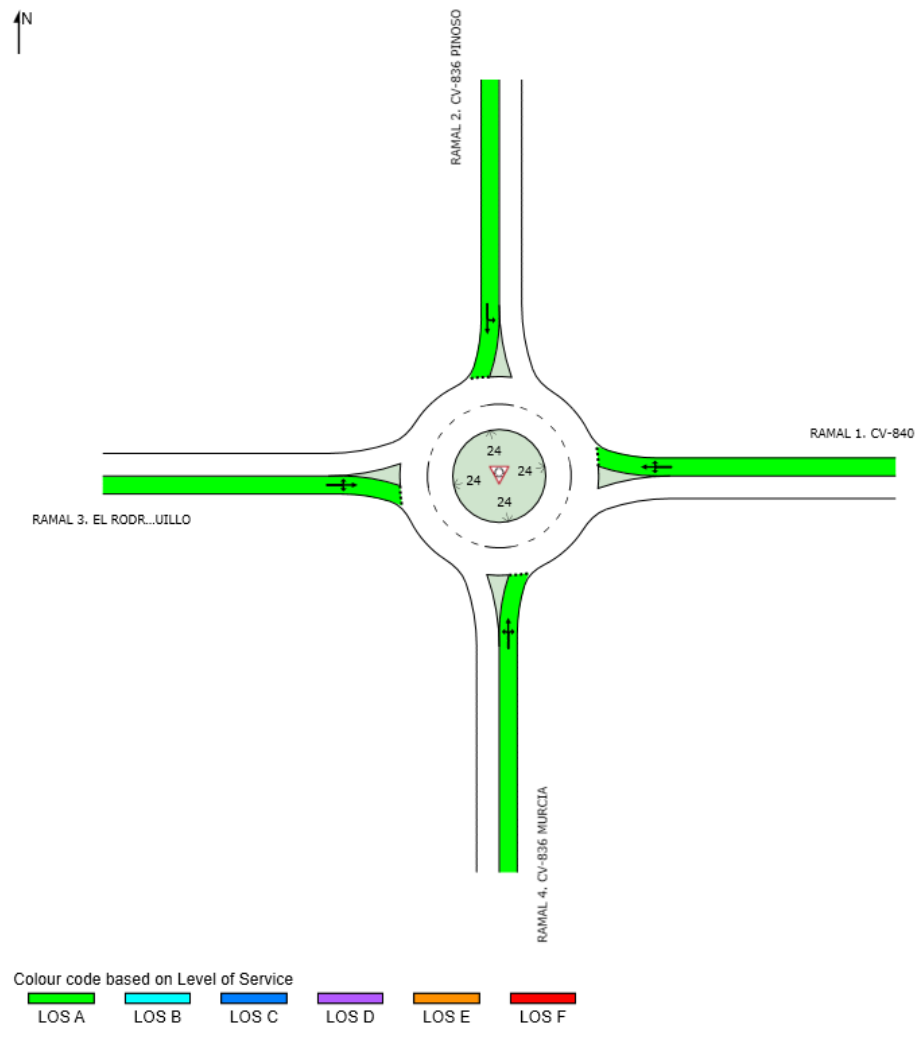 N
RAMAL 2. CV-836 PINOSO
RAMAL 1. CV-840
24
24
24
24
RAMAL 3. EL RODR...UILLO
RAMAL 4. CV-836 MURCIA
Colour code based on Level of Service
LOS A LOS B LOS C LOS D LOS E LOS F